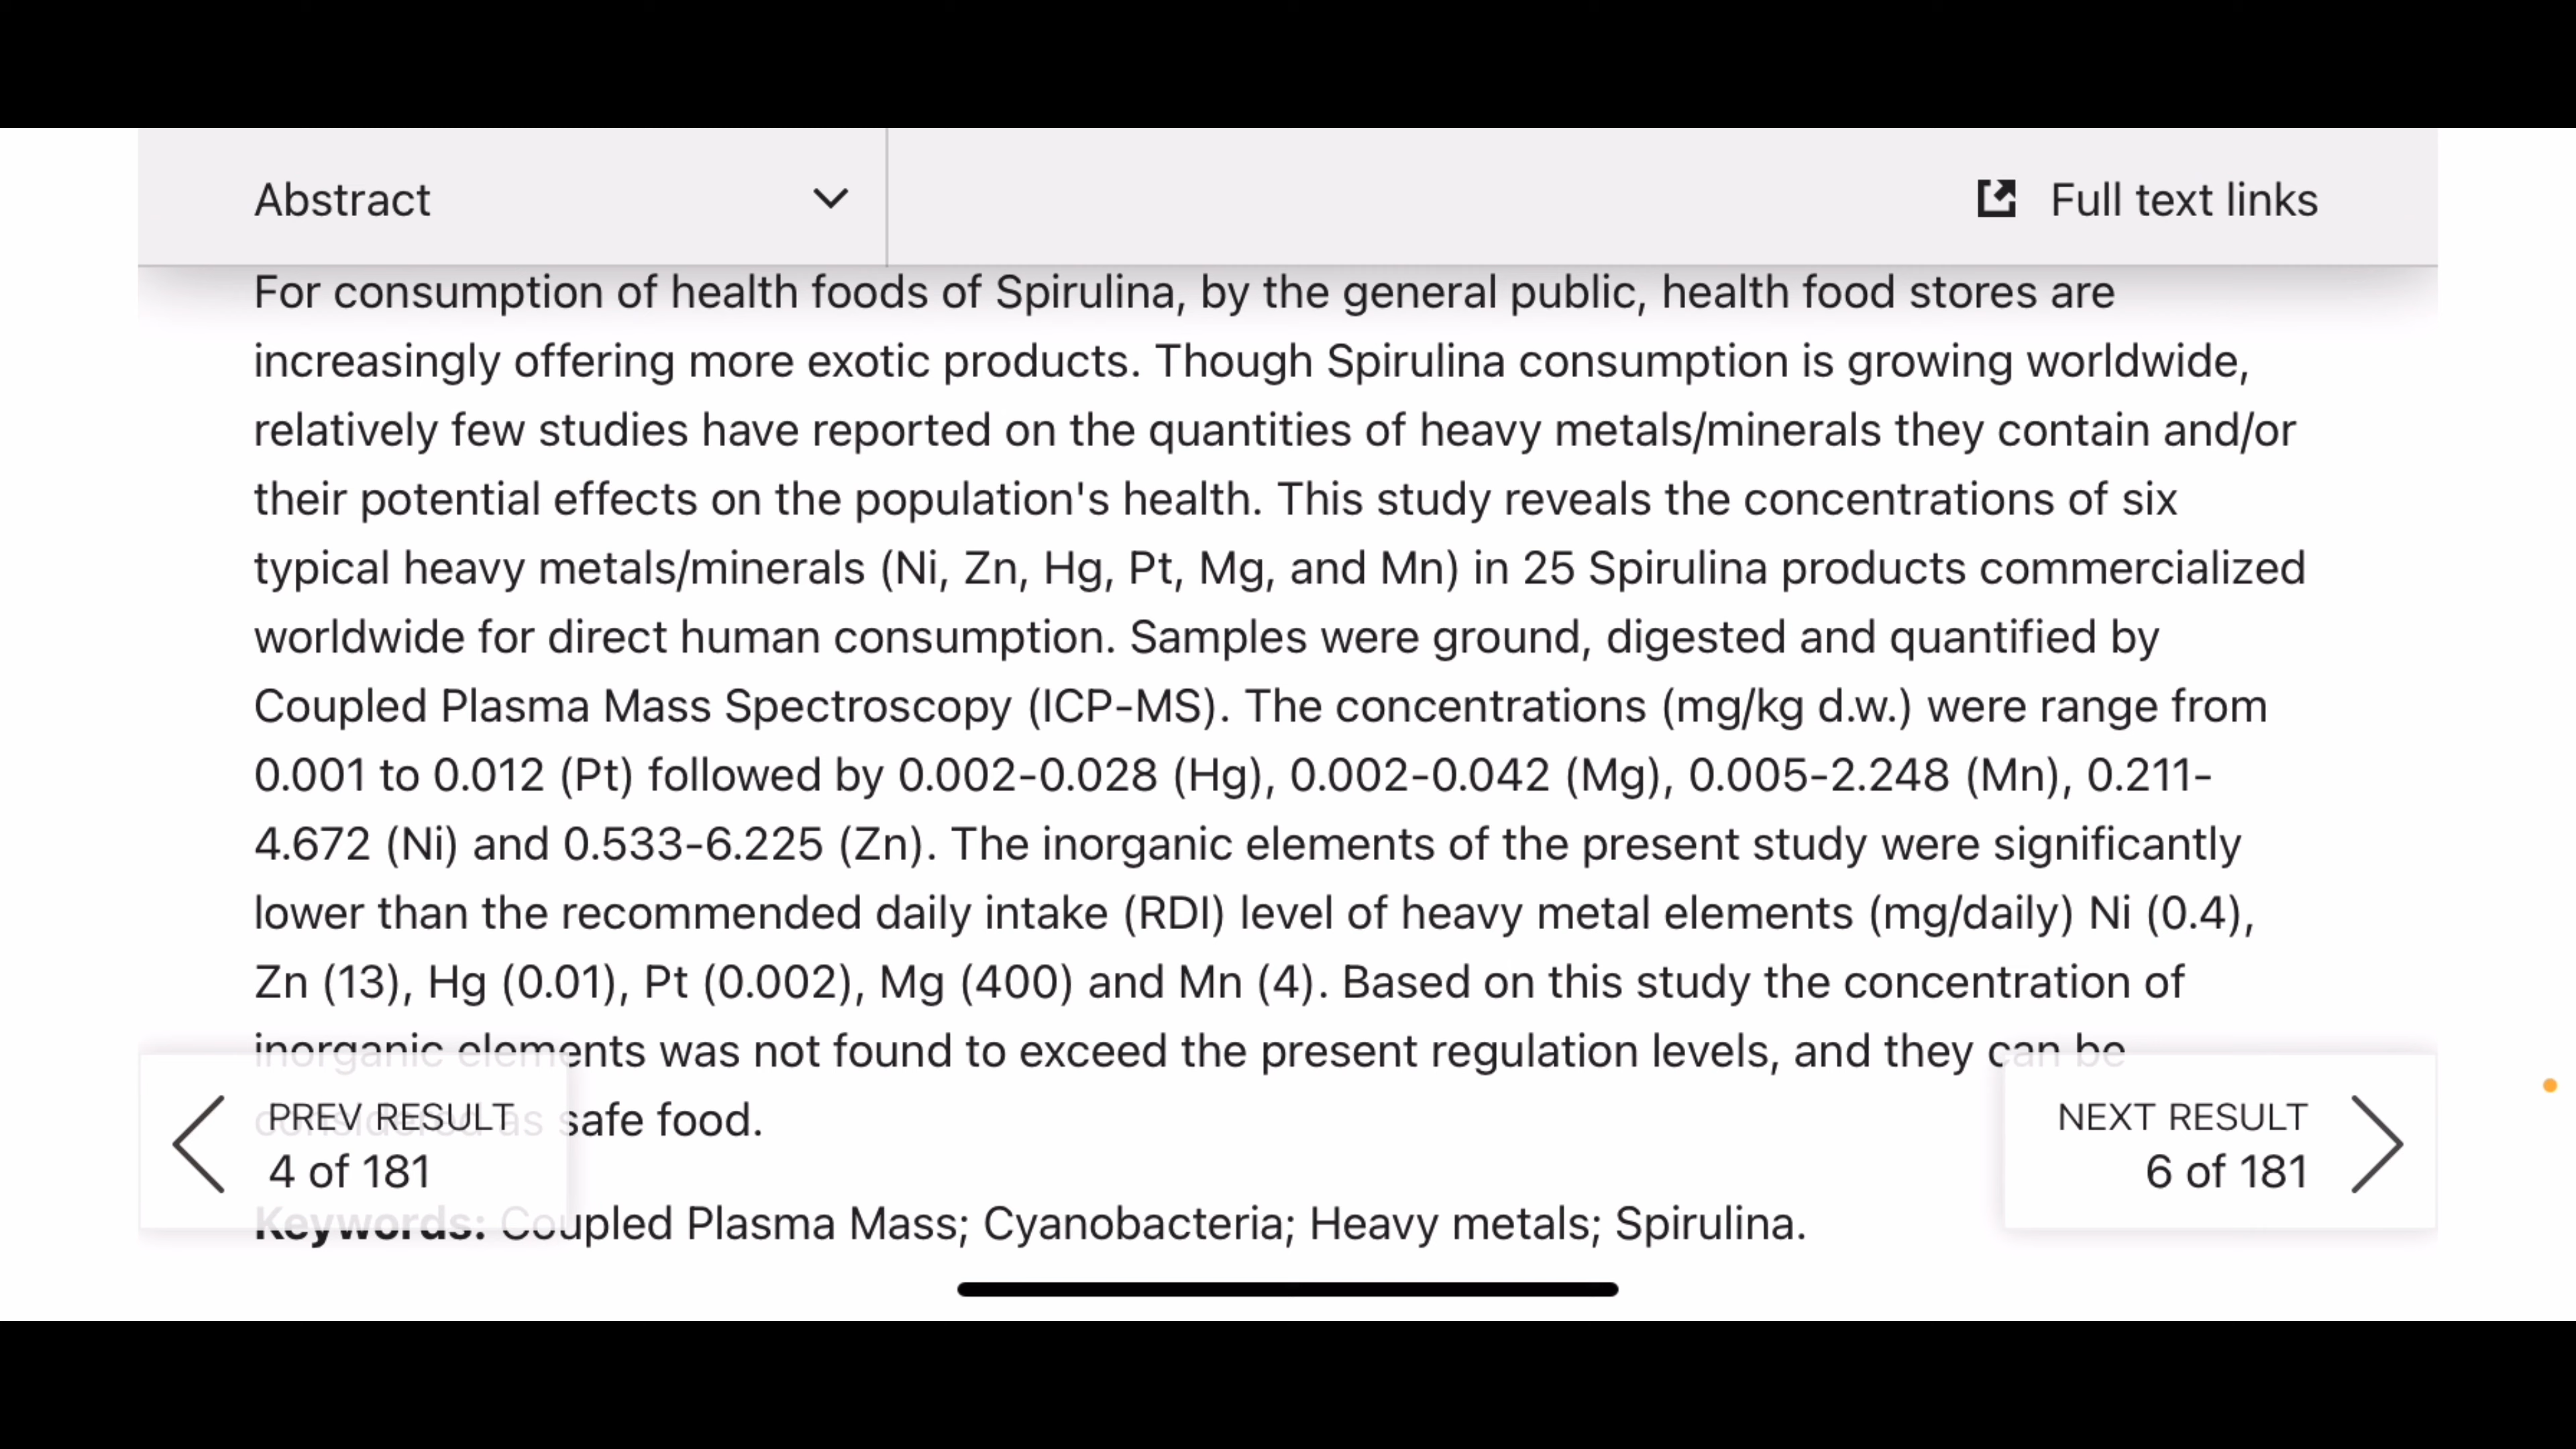 Abstract
Full text links
For consumption of health foods of Spirulina, by the general public, health food stores are
increasingly offering more exotic products. Though Spirulina consumption is growing worldwide,
relatively few studies have reported on the quantities of heavy metals/minerals they contain and/or
their potential effects on the population's health. This study reveals the concentrations of six
typical heavy metals/minerals (Ni, Zn, Hg, Pt, Mg, and Mn) in 25 Spirulina products commercialized
worldwide for direct human consumption. Samples were ground, digested and quantified by
Coupled Plasma Mass Spectroscopy (ICP-MS). The concentrations (mg/kg d.w.) were range from
0.001 to 0.012 (Pt) followed by 0.002-0.028 (Hg), 0.002-0.042 (Mg), 0.005-2.248 (Mn), 0.211-
4.672 (Ni) and 0.533-6.225 (Zn). The inorganic elements of the present study were significantly
lower than the recommended daily intake (RDI) level of heavy metal elements (mg/daily) Ni (0.4),
Zn (13), Hg (0.01), Pt (0.002), Mg (400) and Mn (4). Based on this study the concentration of
inorganic elements was not found to exceed the present regulation levels, and they can be
considered as safe food.
PREV RESULT
4 of 181
NEXT RESULT
6 of 181
Keywords: Coupled Plasma Mass; Cyanobacteria; Heavy metals; Spirulina.